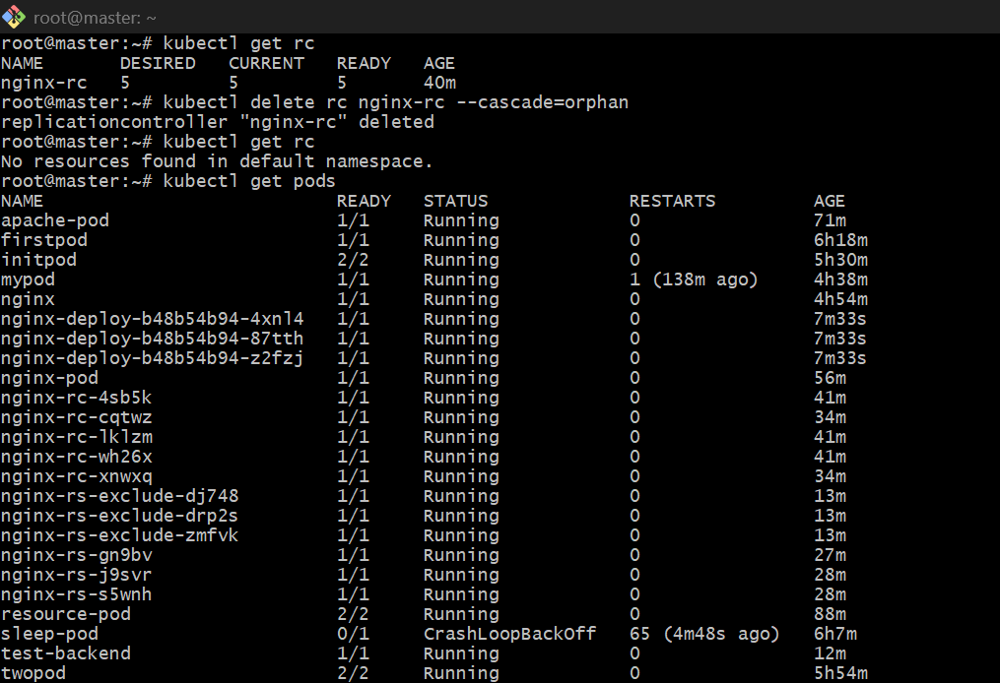 root@master: ~
root@master:~# kubectl get rc
NAME DESIRED CURRENT READY AGE
nginx-rc 5 5 5 40m
root@master:~# kubectl delete rc nginx-rc --cascade=orphan
replicationcontroller "nginx-rc" deleted
root@master:~# kubectl get rc
No resources found in default namespace.
root@master:~# kubectl get pods
NAME READY STATUS RESTARTS AGE
apache-pod 1/1 Running 0 71m
firstpod 1/1 Running 0 6h18m
initpod 2/2 Running 0 5h30m
mypod 1/1 Running 1 (138m ago) 4h38m
nginx 1/1 Running 0 4h54m
nginx-deploy-b48b54b94-4xnl4 1/1 Running 0 7m33s
nginx-deploy-b48b54b94-87tth 1/1 Running 0 7m33s
nginx-deploy-b48b54b94-z2fzj 1/1 Running 0 7m33s
nginx-pod 1/1 Running 0 56m
nginx-rc-4sb5k 1/1 Running 0 41m
nginx-rc-cqtwz 1/1 Running 0 34m
nginx-rc-lklzm 1/1 Running 0 41m
nginx-rc-wh26x 1/1 Running 0 41m
nginx-rc-xnwxq 1/1 Running 0 34m
nginx-rs-exclude-dj748 1/1 Running 0 13m
nginx-rs-exclude-drp2s 1/1 Running 0 13m
nginx-rs-exclude-zmfvk 1/1 Running 0 13m
nginx-rs-gn9bv 1/1 Running 0 27m
nginx-rs-j9svr 1/1 Running 0 28m
nginx-rs-s5wnh 1/1 Running 0 28m
resource-pod 2/2 Running 0 88m
sleep-pod 0/1 CrashLoopBackOff 65 (4m48s ago) 6h7m
test-backend 1/1 Running 0 12m
twopod 2/2 Running 0 5h54m